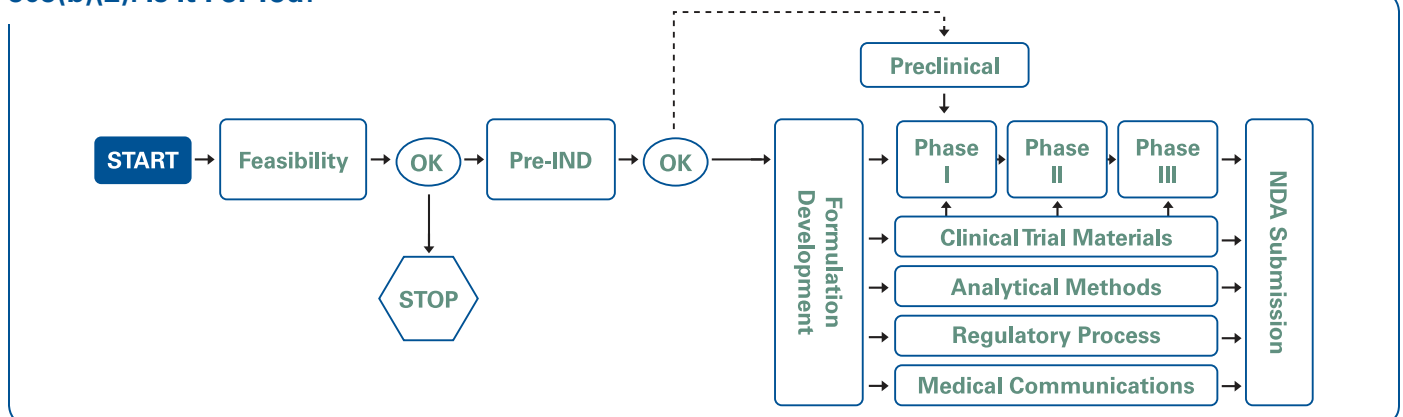 Preclinical
START
Feasibility
OK
Pre-IND
OK
STOP
Formulation
Development
Phase
I
Phase
II
Phase
III
Clinical Trial Materials
Analytical Methods
Regulatory Process
Medical Communications
NDA Submission